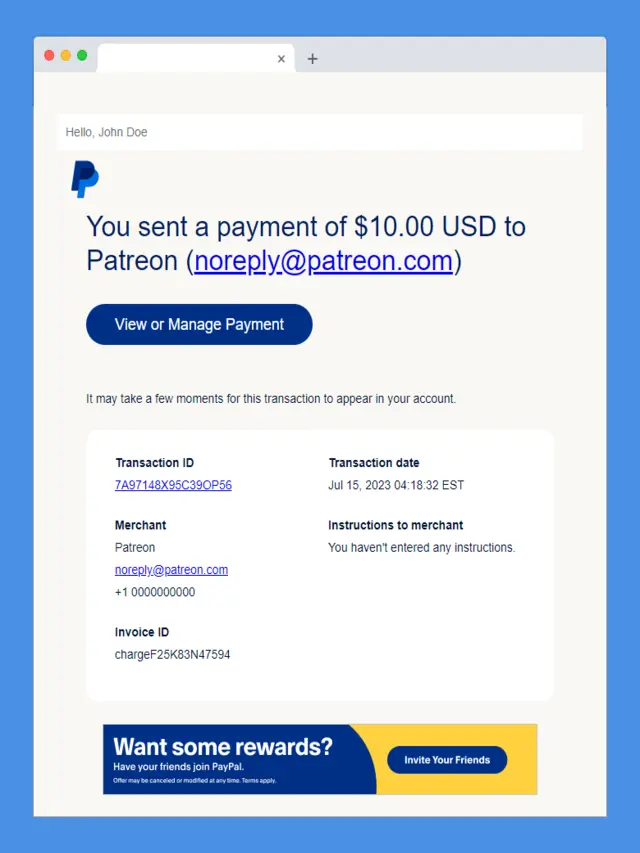 Hello, John Doe
You sent a payment of $10.00 USD to
Patreon (noreply@patreon.com)
View or Manage Payment
It may take a few moments for this transaction to appear in your account.
Transaction ID
7A97148X95C39OP56
Transaction date
Jul 15, 2023 04:18:32 EST
Merchant
Patreon
noreply@patreon.com
+1 0000000000
Instructions to merchant
You haven't entered any instructions.
Invoice ID
chargeF25K83N47594
Want some rewards?
Have your friends join PayPal.
Offer may be canceled or modified at any time. Terms apply.
Invite Your Friends